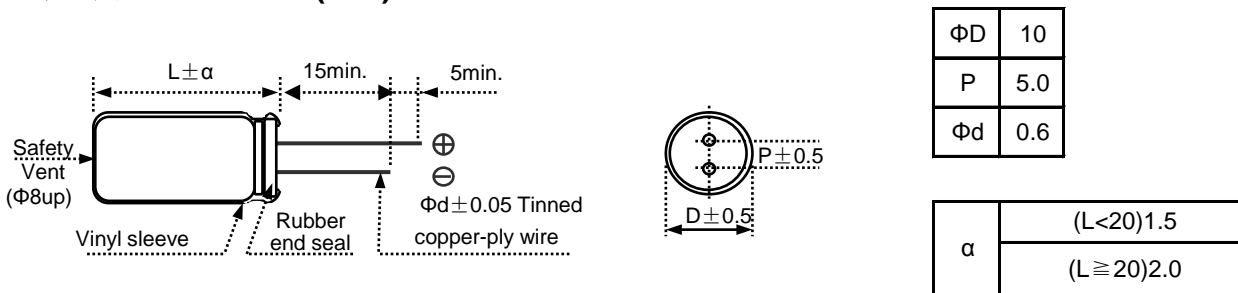 L±α
15min.
5min.
Safety
Vent
(Φ8up)
⊕
⊖
Φd±0.05 Tinned
copper-ply wire
Vinyl sleeve
Rubber
end seal
P±0.5
D±0.5
ΦD 10
P 5.0
Φd 0.6
α
(L<20)1.5
(L≧20)2.0